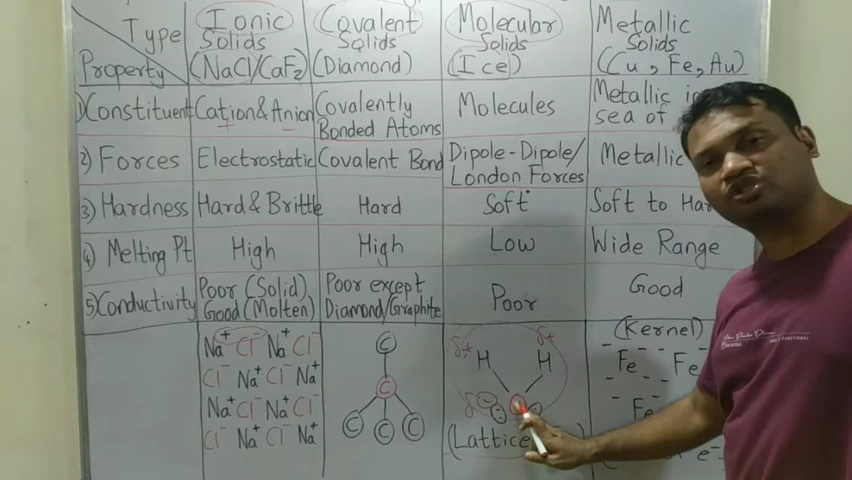 Type
Property
Ionic
Solids
(NaCl/CaF₂)
Covalent
Solids
(Diamond)
Molecular
Solids
(Ice)
Metallic
Solids
(Cu, Fe, Au)
1) Constituent
Cation & Anion
+ −
Covalently
Bonded Atoms
Molecules
Metallic
sea of
2) Forces
Electrostatic
Covalent Bond
Dipole-Dipole/
London Forces
Metallic
3) Hardness
Hard & Brittle
Hard
Soft
Soft to
4) Melting Pt
High
High
Low
Wide Range
5) Conductivity
Poor (Solid)
Good (Molten)
Poor except
Diamond/Graphite
Poor
Good
Na⁺ Cl⁻ Na⁺ Cl⁻
Cl⁻ Na⁺ Cl⁻ Na⁺
Na⁺ Cl⁻ Na⁺ Cl⁻
Cl⁻ Na⁺ Cl⁻ Na⁺
C
C
C C C
δ+ δ+
H H
δ−
(Lattice
(Kernel)
Fe Fe
Fe
e⁻